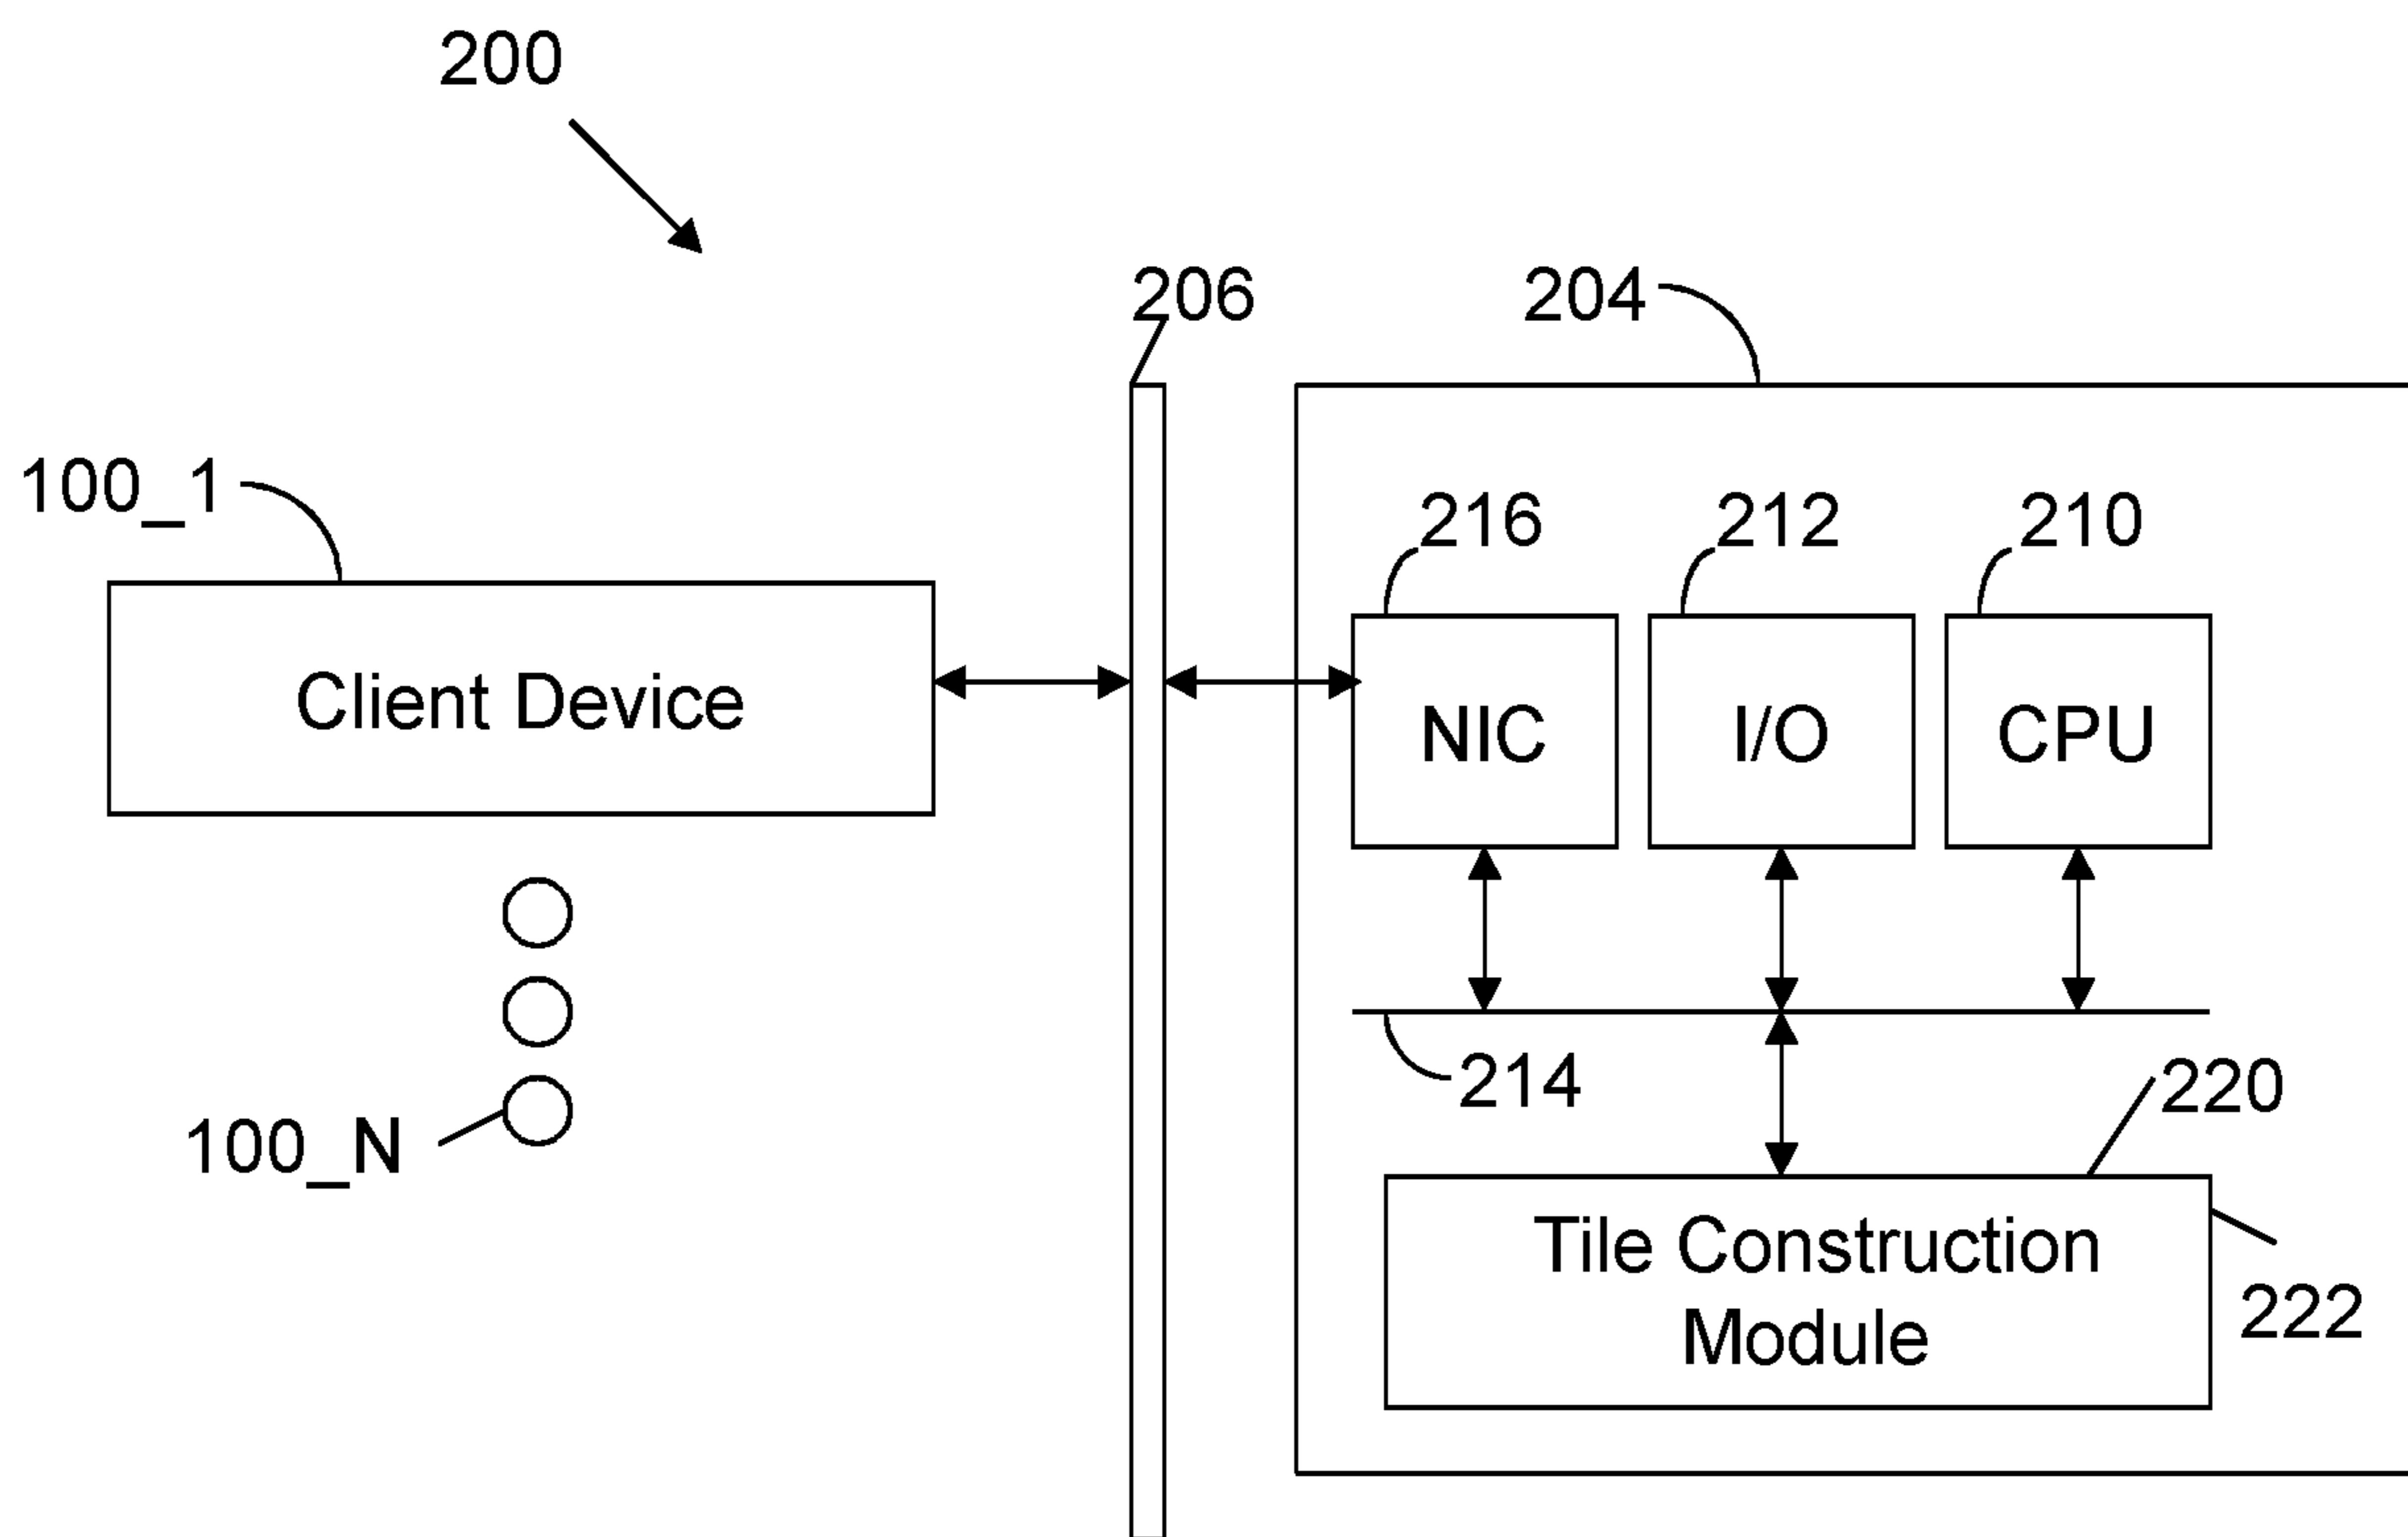 200
206
204
100_1
216
212
210
Client Device
NIC
I/O
CPU
214
220
100_N
Tile Construction
Module
222